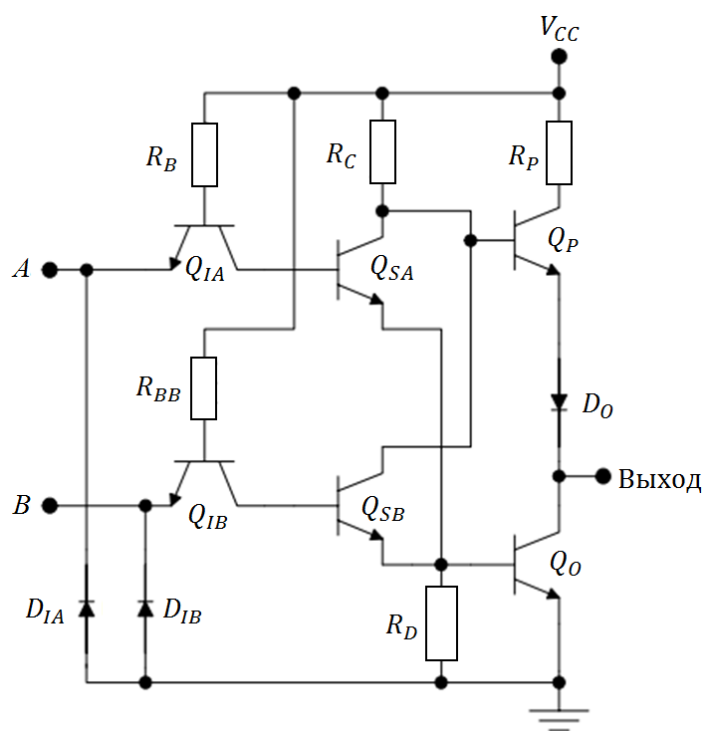 V_CC
R_B
R_C
R_P
A
Q_IA
Q_SA
Q_P
R_BB
D_O
B
Q_IB
Q_SB
Выход
Q_O
D_IA
D_IB
R_D